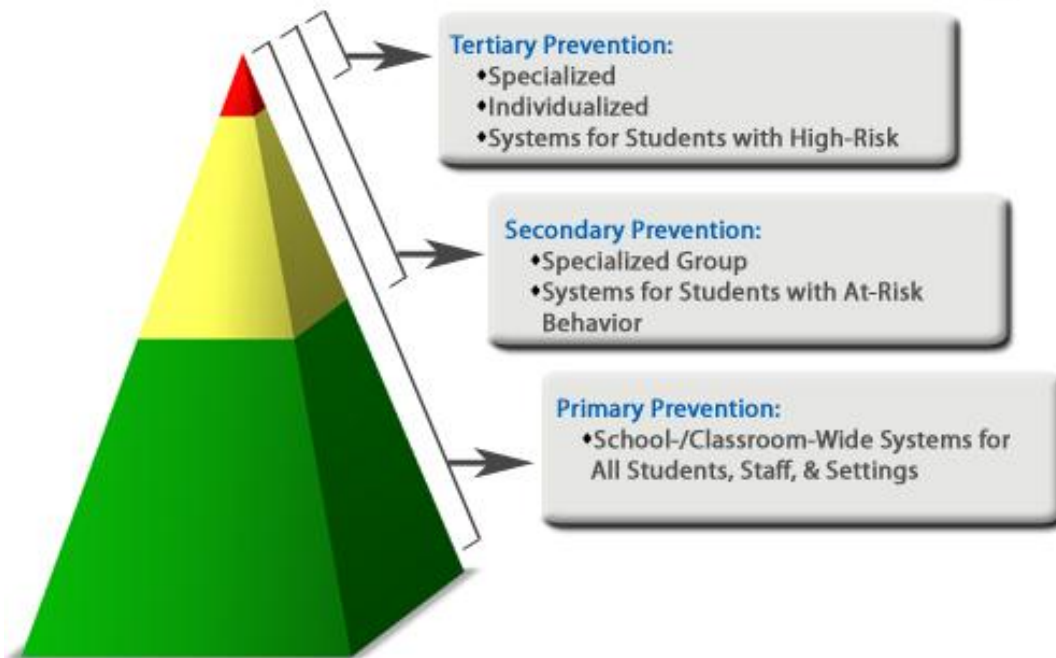 Tertiary Prevention:
♦Specialized
♦Individualized
♦Systems for Students with High-Risk
Secondary Prevention:
♦Specialized Group
♦Systems for Students with At-Risk
Behavior
Primary Prevention:
♦School-/Classroom-Wide Systems for
All Students, Staff, & Settings